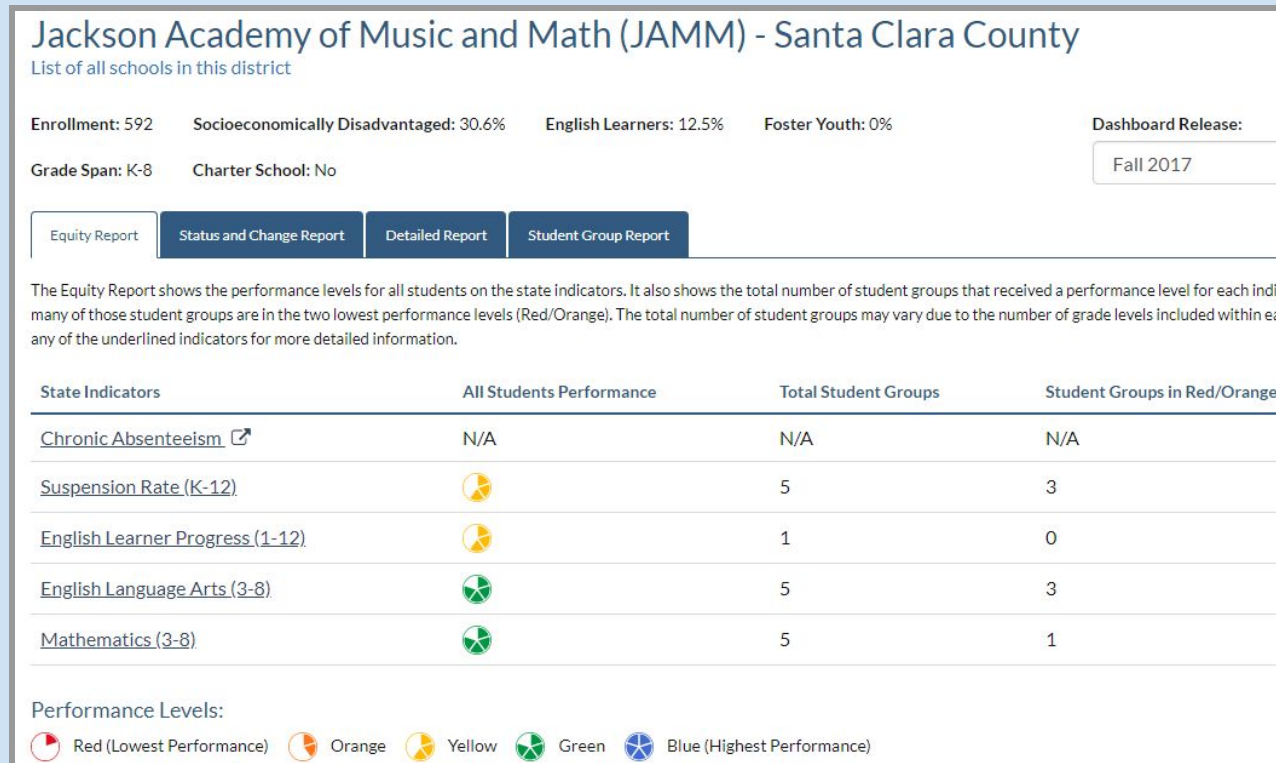 Jackson Academy of Music and Math (JAMM) - Santa Clara County
List of all schools in this district
Enrollment: 592 Socioeconomically Disadvantaged: 30.6% English Learners: 12.5% Foster Youth: 0% Dashboard Release:
Grade Span: K-8 Charter School: No Fall 2017
Equity Report Status and Change Report Detailed Report Student Group Report
The Equity Report shows the performance levels for all students on the state indicators. It also shows the total number of student groups that received a performance level for each
many of those student groups are in the two lowest performance levels (Red/Orange). The total number of student groups may vary due to the number of grade levels included within
any of the underlined indicators for more detailed information.
State Indicators All Students Performance Total Student Groups Student Groups in Red/Orange
Chronic Absenteeism N/A N/A N/A
Suspension Rate (K-12) 5 3
English Learner Progress (1-12) 1 0
English Language Arts (3-8) 5 3
Mathematics (3-8) 5 1
Performance Levels:
Red (Lowest Performance) Orange Yellow Green Blue (Highest Performance)